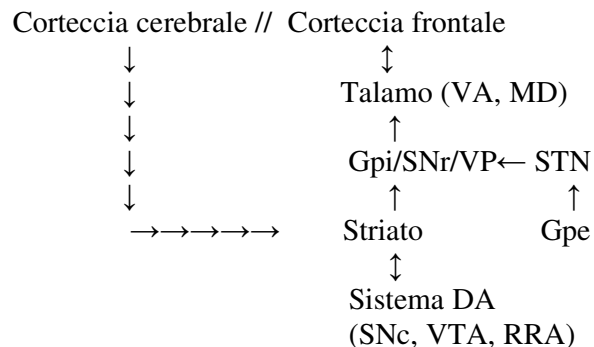 Corteccia cerebrale // Corteccia frontale
↓ ↕
↓ Talamo (VA, MD)
↓ ↑
↓ Gpi/SNr/VP← STN
↓ ↑ ↑
→→→→→ Striato Gpe
↕
Sistema DA
(SNc, VTA, RRA)